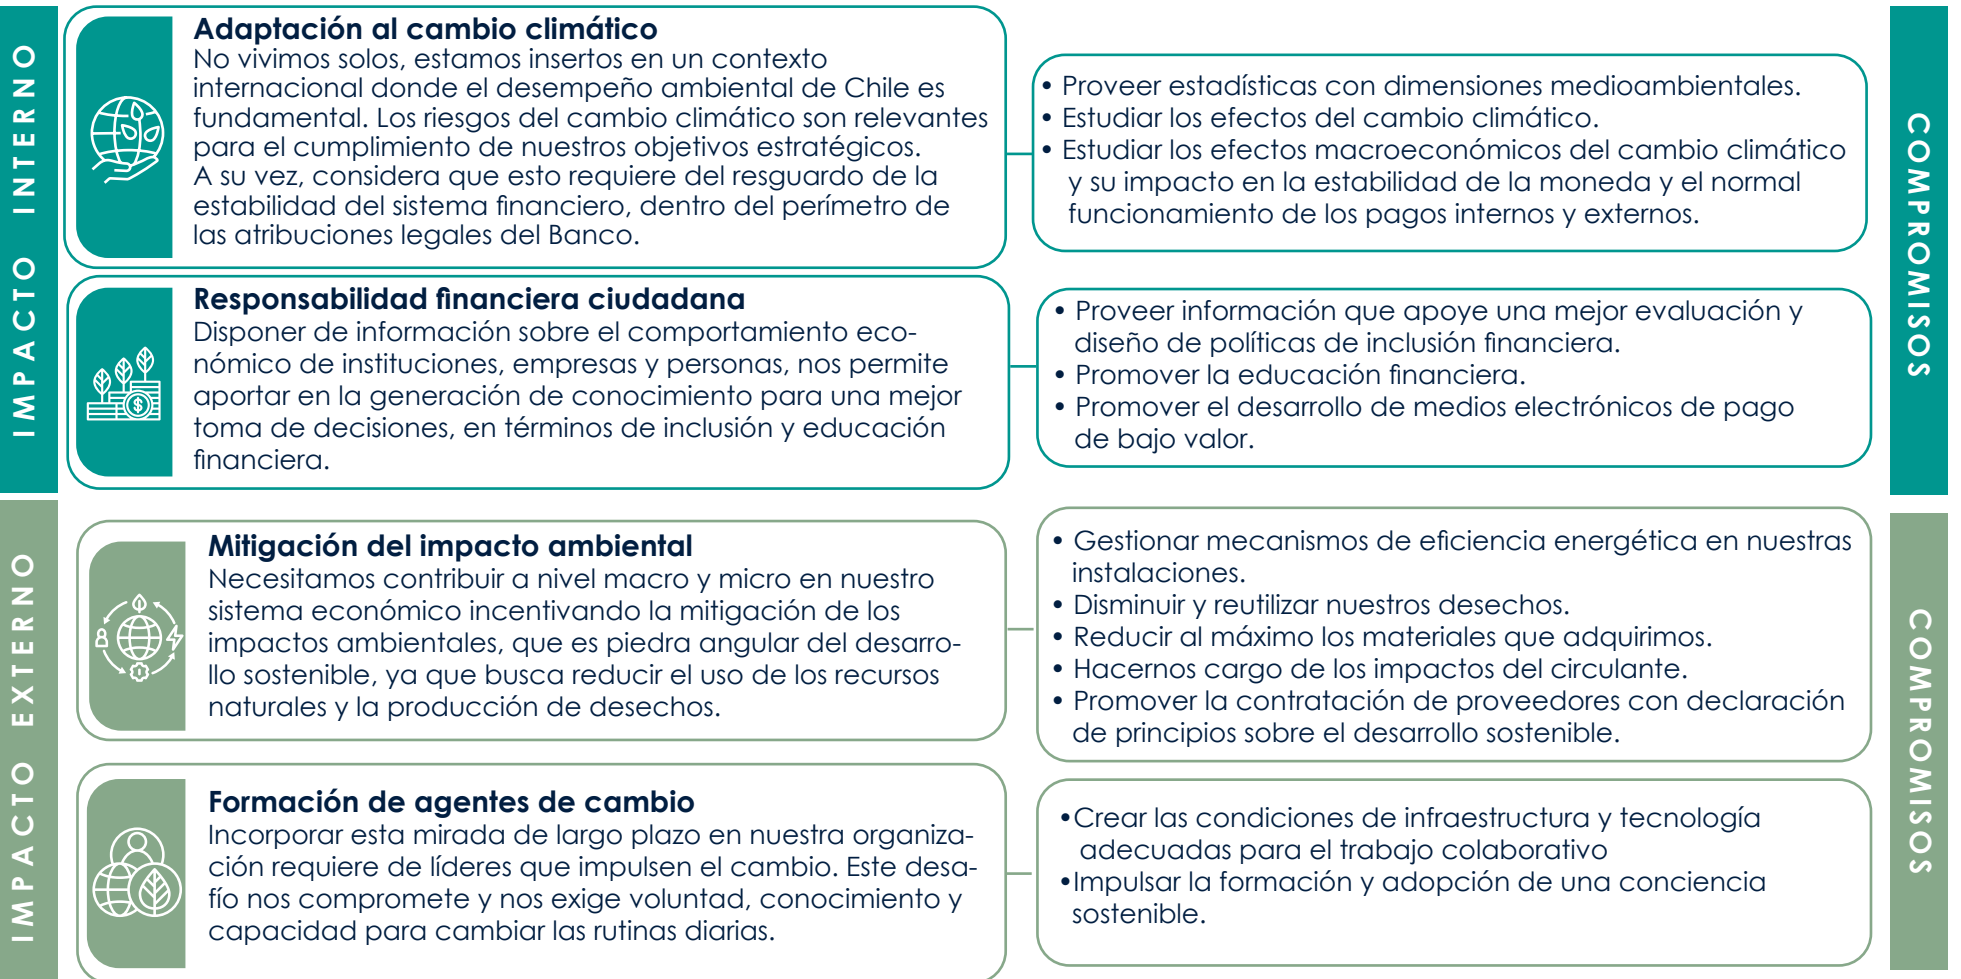 IMPACTO INTERNO
Adaptación al cambio climático
No vivimos solos, estamos insertos en un contexto
internacional donde el desempeño ambiental de Chile es
fundamental. Los riesgos del cambio climático son relevantes
para el cumplimiento de nuestros objetivos estratégicos.
A su vez, considera que esto requiere del resguardo de la
estabilidad del sistema financiero, dentro del perímetro de
las atribuciones legales del Banco.
• Proveer estadísticas con dimensiones medioambientales.
• Estudiar los efectos del cambio climático.
• Estudiar los efectos macroeconómicos del cambio climático
y su impacto en la estabilidad de la moneda y el normal
funcionamiento de los pagos internos y externos.
Responsabilidad financiera ciudadana
Disponer de información sobre el comportamiento eco-
nómico de instituciones, empresas y personas, nos permite
aportar en la generación de conocimiento para una mejor
toma de decisiones, en términos de inclusión y educación
financiera.
$
• Proveer información que apoye una mejor evaluación y
diseño de políticas de inclusión financiera.
• Promover la educación financiera.
• Promover el desarrollo de medios electrónicos de pago
de bajo valor.
COMPROMISOS
IMPACTO EXTERNO
Mitigación del impacto ambiental
Necesitamos contribuir a nivel macro y micro en nuestro
sistema económico incentivando la mitigación de los
impactos ambientales, que es piedra angular del desarro-
llo sostenible, ya que busca reducir el uso de los recursos
naturales y la producción de desechos.
• Gestionar mecanismos de eficiencia energética en nuestras
instalaciones.
• Disminuir y reutilizar nuestros desechos.
• Reducir al máximo los materiales que adquirimos.
• Hacernos cargo de los impactos del circulante.
• Promover la contratación de proveedores con declaración
de principios sobre el desarrollo sostenible.
Formación de agentes de cambio
Incorporar esta mirada de largo plazo en nuestra organiza-
ción requiere de líderes que impulsen el cambio. Este desa-
fío nos compromete y nos exige voluntad, conocimiento y
capacidad para cambiar las rutinas diarias.
•Crear las condiciones de infraestructura y tecnología
adecuadas para el trabajo colaborativo
•Impulsar la formación y adopción de una conciencia
sostenible.
COMPROMISOS